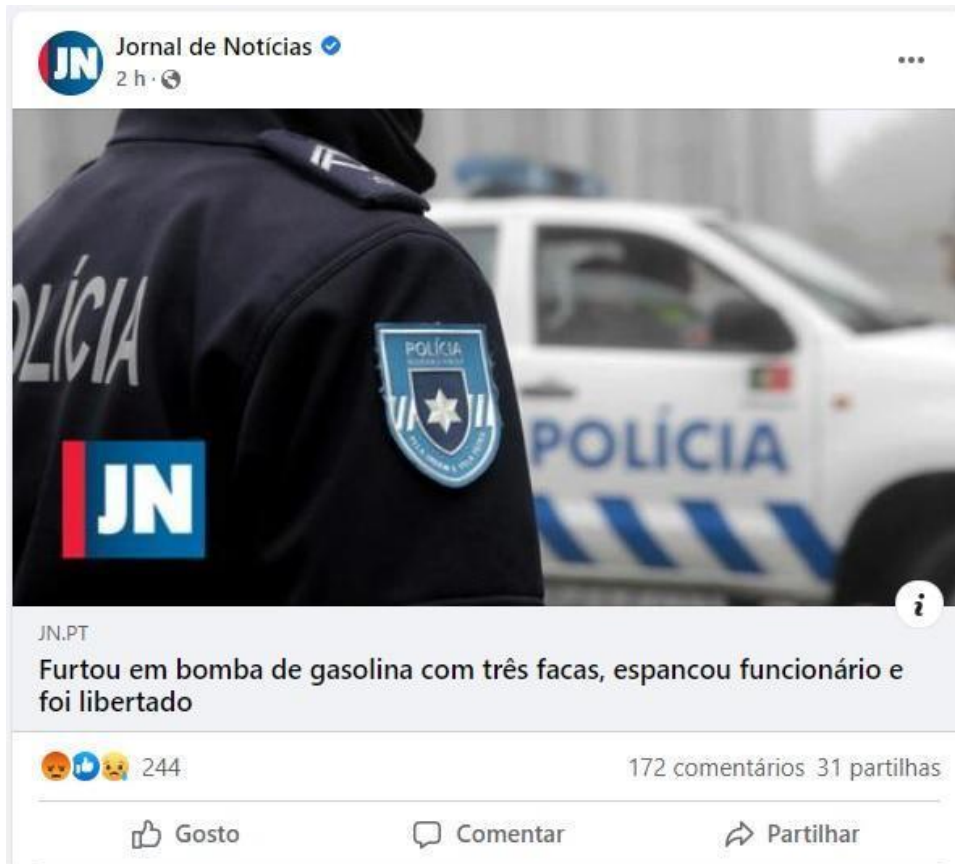 JN
Jornal de Notícias
2 h
OLÍCIA
POLÍCIA
POLÍCIA
JN
JN.PT
Furtou em bomba de gasolina com três facas, espancou funcionário e
foi libertado
244
172 comentários 31 partilhas
Gosto
Comentar
Partilhar